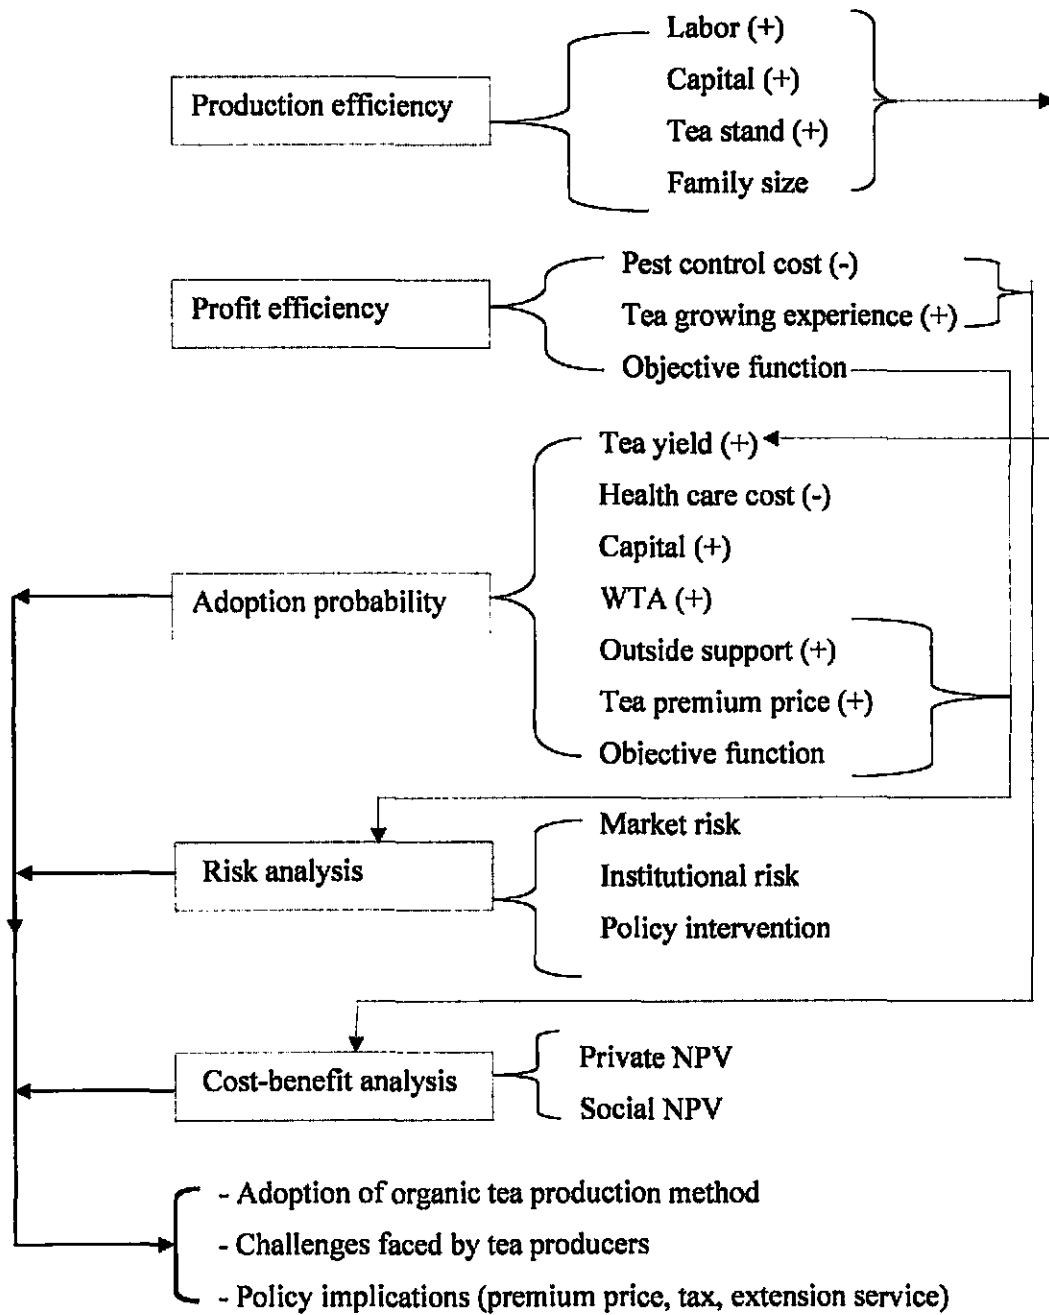 Labor (+)
Capital (+)
Production efficiency
Tea stand (+)
Family size
Pest control cost (-)
Profit efficiency
Tea growing experience (+)
Objective function
Tea yield (+)
Health care cost (-)
Capital (+)
Adoption probability
WTA (+)
Outside support (+)
Tea premium price (+)
Objective function
Market risk
Risk analysis
Institutional risk
Policy intervention
Private NPV
Cost-benefit analysis
Social NPV
- Adoption of organic tea production method
- Challenges faced by tea producers
- Policy implications (premium price, tax, extension service)